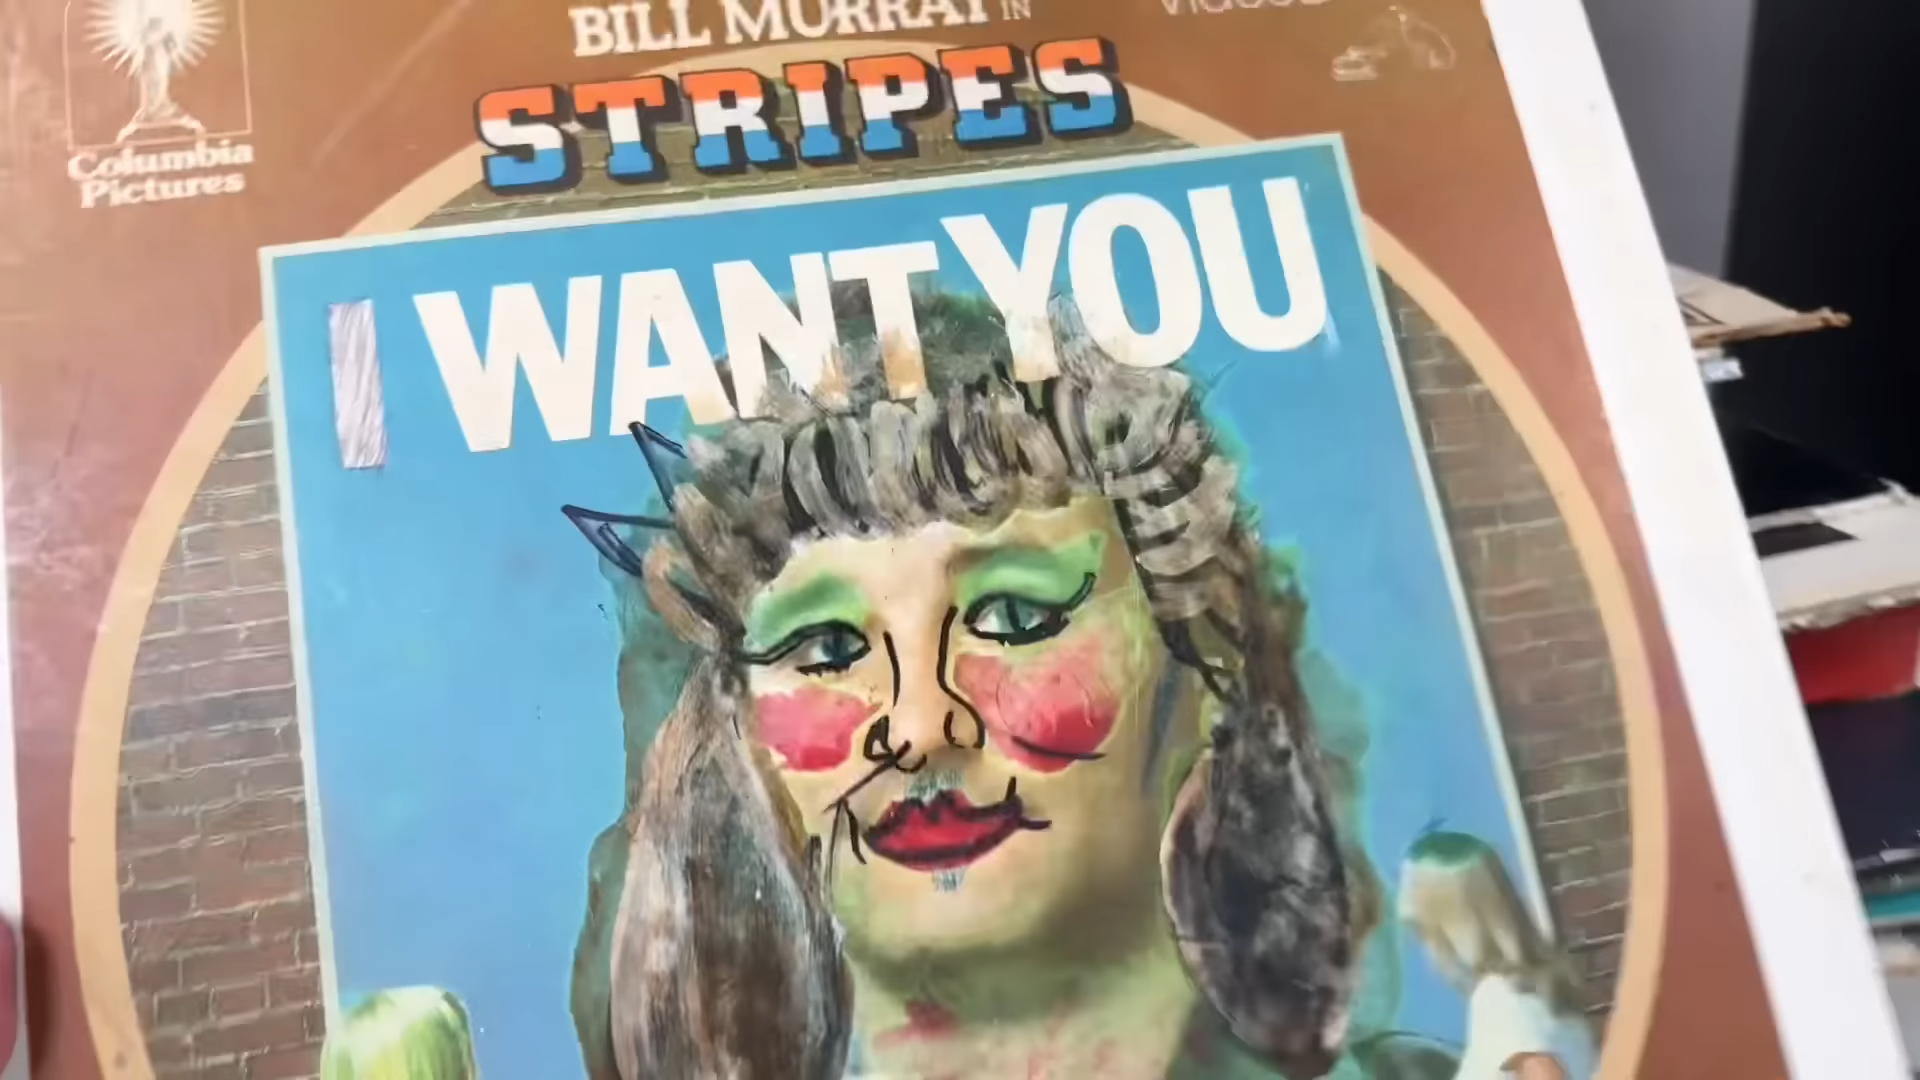 BILL MURRAY IN
STRIPES
Columbia
Pictures
I WANT YOU